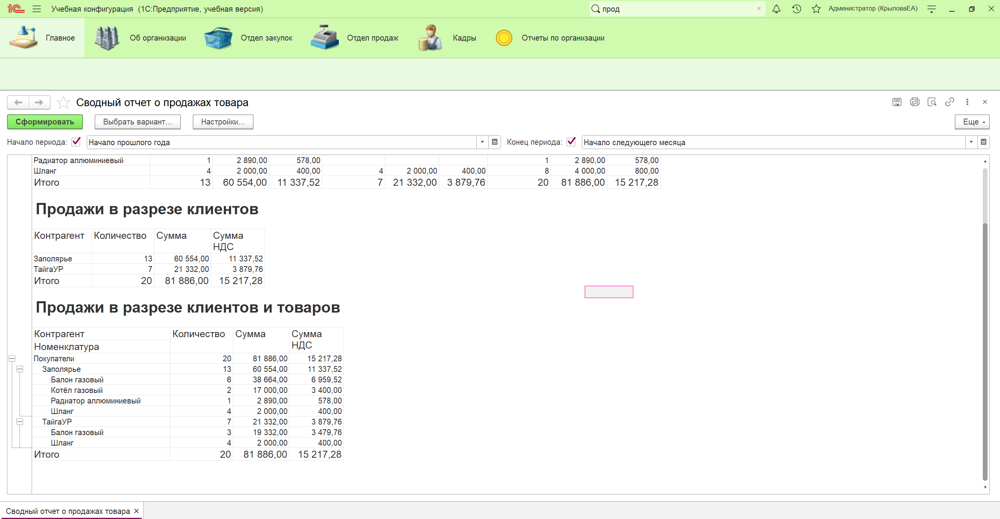 1С Учебная конфигурация (1С:Предприятие, учебная версия) прод × Администратор (КрыловаЕА)
Главное Об организации Отдел закупок Отдел продаж Кадры Отчеты по организации
Сводный отчет о продажах товара
Сформировать Выбрать вариант... Настройки... Еще
Начало периода: Начало прошлого года Конец периода: Начало следующего месяца
Радиатор аллюминиевый 1 2 890,00 578,00 1 2 890,00 578,00
Шланг 4 2 000,00 400,00 4 2 000,00 400,00 8 4 000,00 800,00
Итого 13 60 554,00 11 337,52 7 21 332,00 3 879,76 20 81 886,00 15 217,28
Продажи в разрезе клиентов
Контрагент Количество Сумма Сумма
НДС
Заполярье 13 60 554,00 11 337,52
ТайгаУР 7 21 332,00 3 879,76
Итого 20 81 886,00 15 217,28
Продажи в разрезе клиентов и товаров
Контрагент Количество Сумма Сумма
Номенклатура НДС
Покупатели 20 81 886,00 15 217,28
Заполярье 13 60 554,00 11 337,52
Балон газовый 6 38 664,00 6 959,52
Котёл газовый 2 17 000,00 3 400,00
Радиатор аллюминиевый 1 2 890,00 578,00
Шланг 4 2 000,00 400,00
ТайгаУР 7 21 332,00 3 879,76
Балон газовый 3 19 332,00 3 479,76
Шланг 4 2 000,00 400,00
Итого 20 81 886,00 15 217,28
Сводный отчет о продажах товара ×